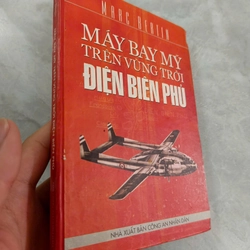 MARC BERTIN
MÁY BAY MỸ
TRÊN VÙNG TRỜI
ĐIỆN BIÊN PHỦ
NHÀ XUẤT BẢN CÔNG AN NHÂN DÂN